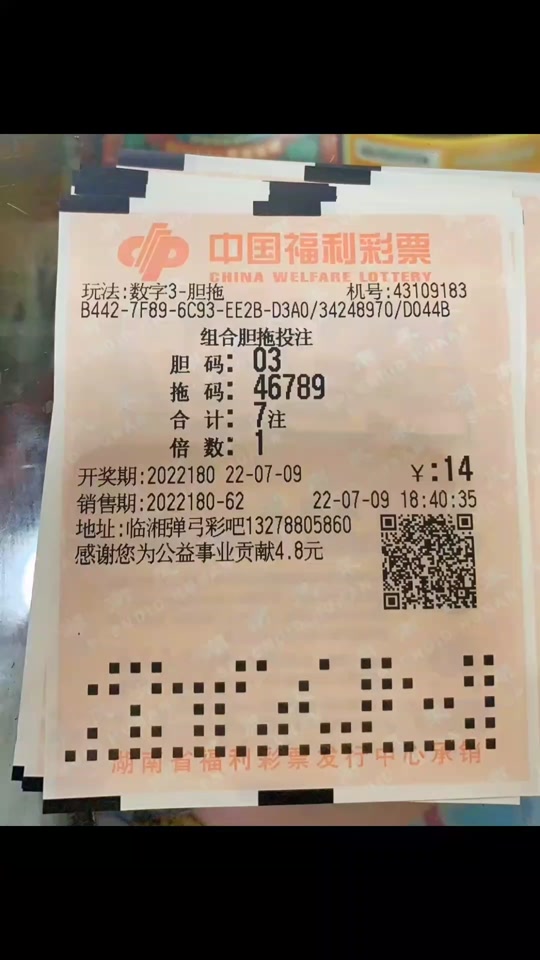 中国福利彩票
CHINA WELFARE LOTTERY
玩法:数字3-胆拖 机号:43109183
B442-7F89-6C93-EE2B-D3A0/34248970/D044B
组合胆拖投注
胆 码: 03
拖 码: 46789
合 计: 7注
倍 数: 1
开奖期:2022180 22-07-09 ￥:14
销售期:2022180-62 22-07-09 18:40:35
地址:临湘弹弓彩吧13278805860
感谢您为公益事业贡献4.8元
湖南省福利彩票发行中心承销